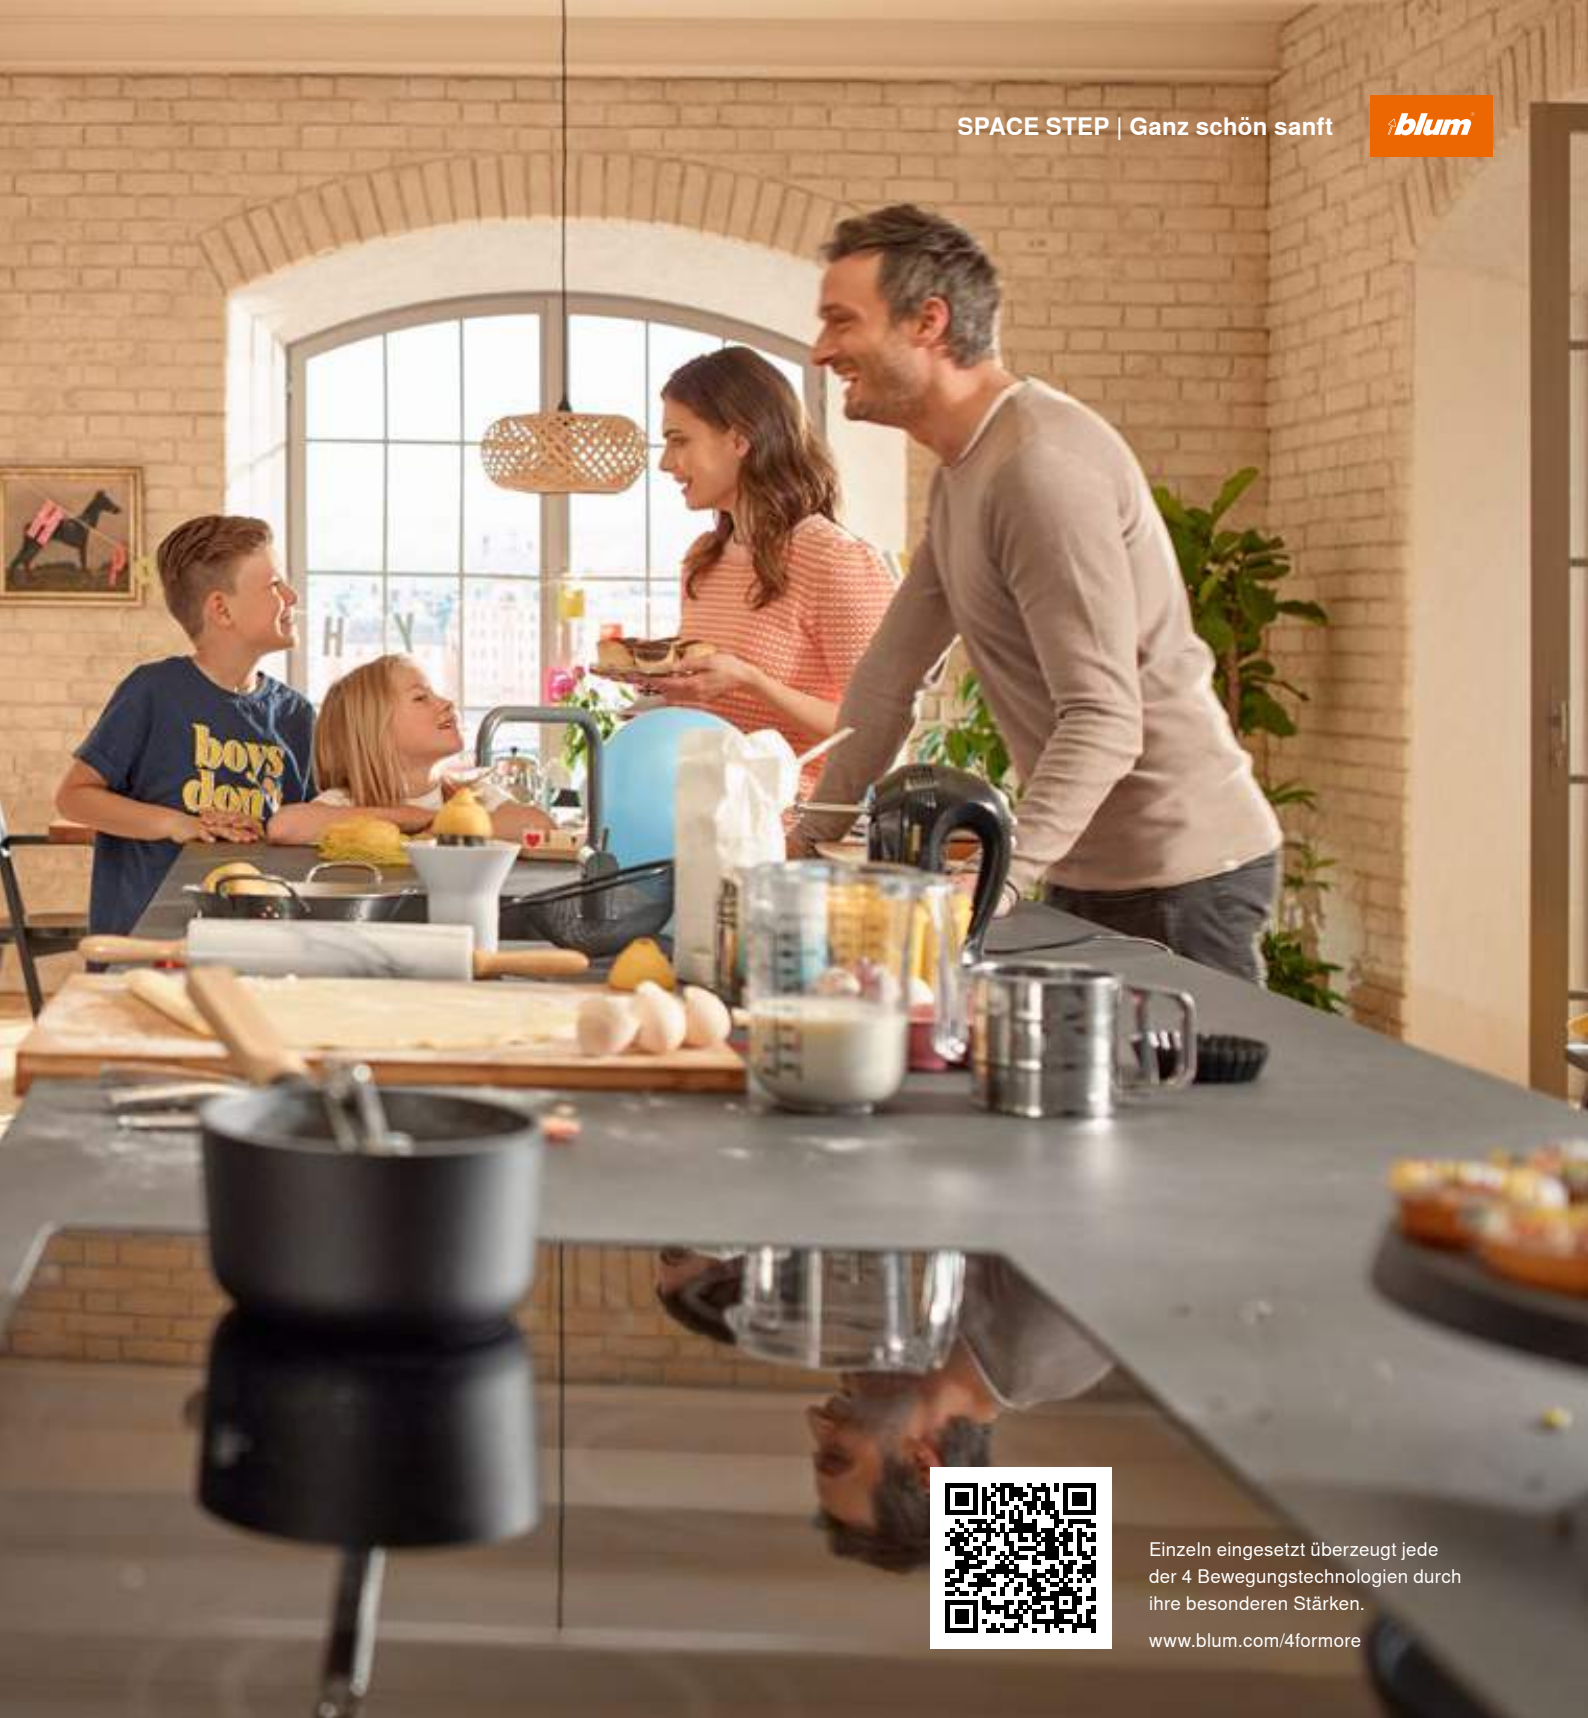 SPACE STEP | Ganz schön sanft
blum
H Y
boys
don't
Einzeln eingesetzt überzeugt jede
der 4 Bewegungstechnologien durch
ihre besonderen Stärken.
www.blum.com/4formore